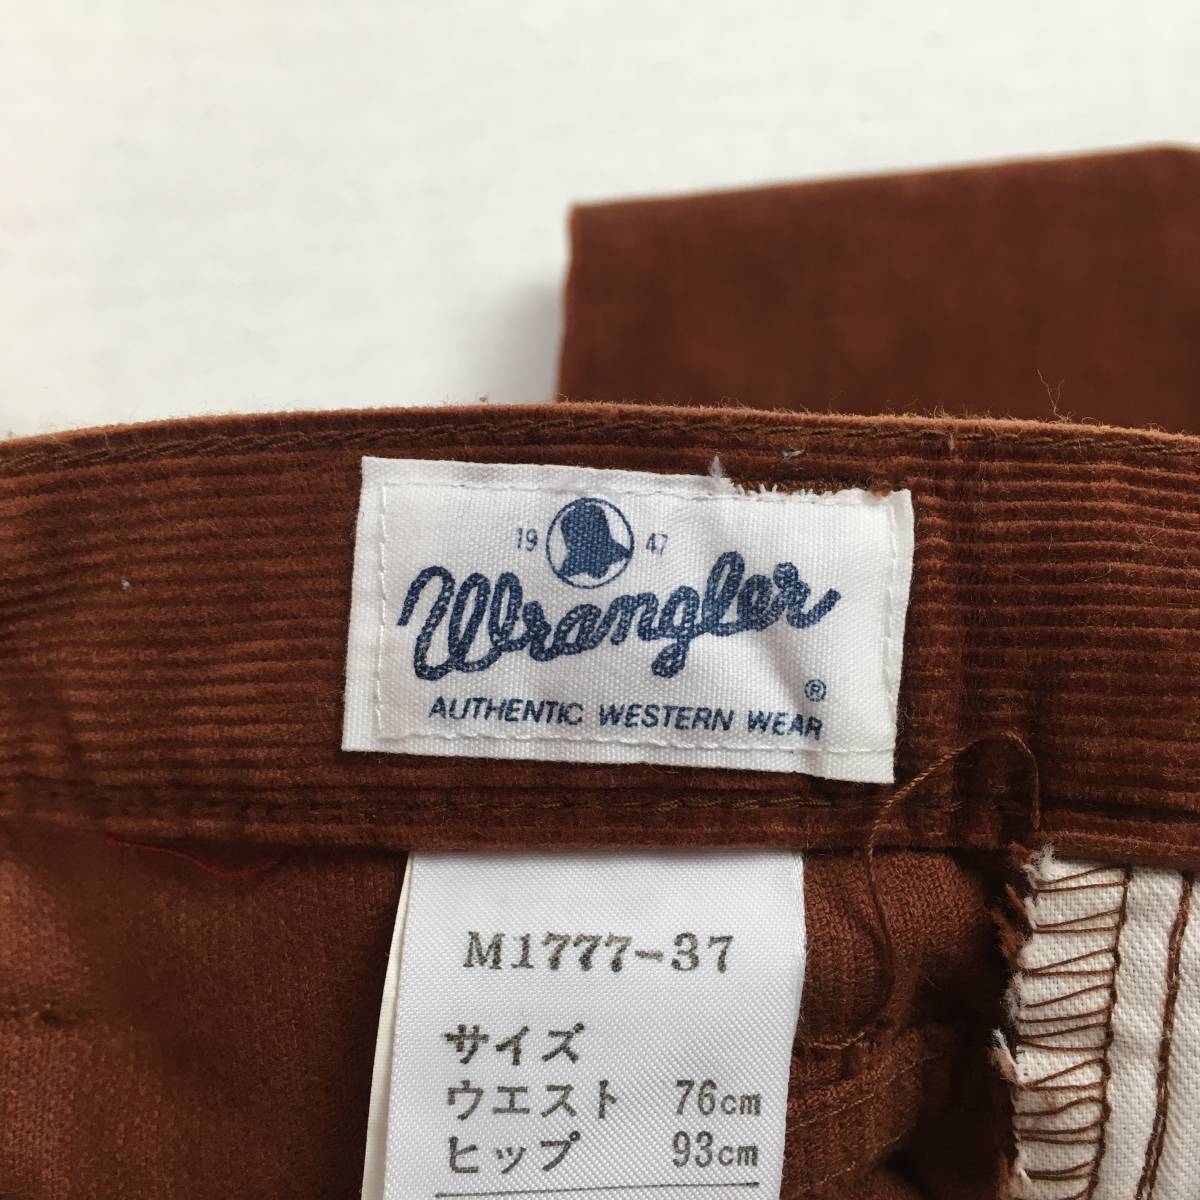 19 47
Wrangler
®
AUTHENTIC WESTERN WEAR
M1777-37
サイズ
ウエスト 76cm
ヒップ 93cm